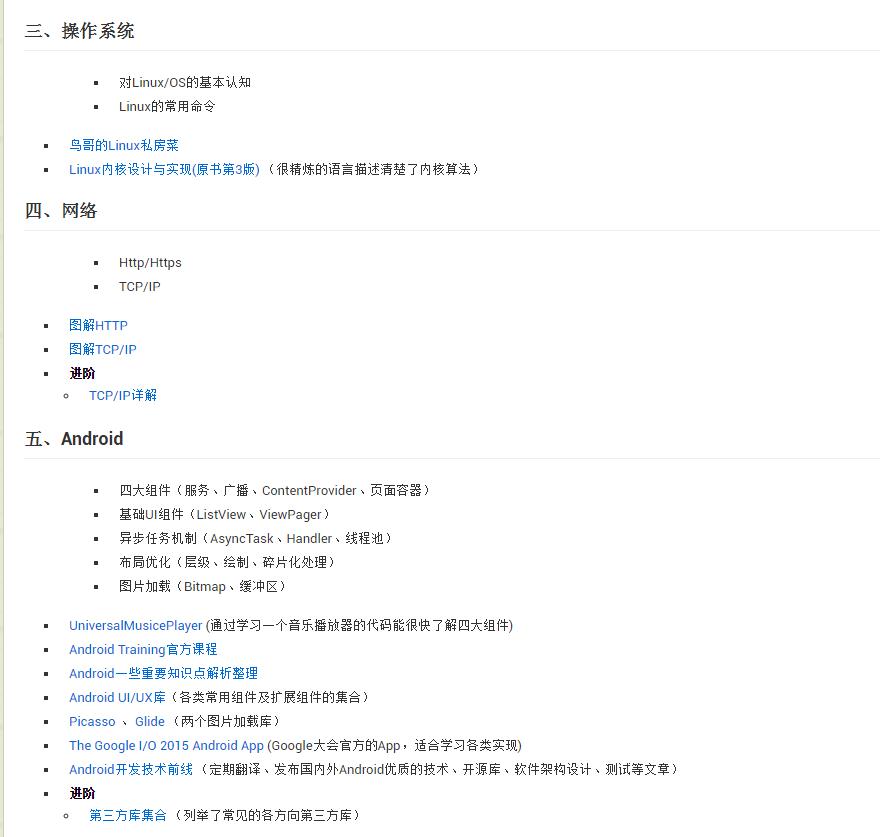 三、操作系统
对Linux/OS的基本认知
Linux的常用命令
鸟哥的Linux私房菜
Linux内核设计与实现(原书第3版)（很精炼的语言描述清楚了内核算法）
四、网络
Http/Https
TCP/IP
图解HTTP
图解TCP/IP
进阶
TCP/IP详解
五、Android
四大组件（服务、广播、ContentProvider、页面容器）
基础UI组件（ListView、ViewPager）
异步任务机制（AsyncTask、Handler、线程池）
布局优化（层级、绘制、碎片化处理）
图片加载（Bitmap、缓冲区）
UniversalMusicePlayer (通过学习一个音乐播放器的代码能很快了解四大组件)
Android Training官方课程
Android一些重要知识点解析整理
Android UI/UX库（各类常用组件及扩展组件的集合）
Picasso 、Glide （两个图片加载库）
The Google I/O 2015 Android App (Google大会官方的App，适合学习各类实现)
Android开发技术前线 （定期翻译、发布国内外Android优质的技术、开源库、软件架构设计、测试等文章）
进阶
第三方库集合 （列举了常见的各方向第三方库）